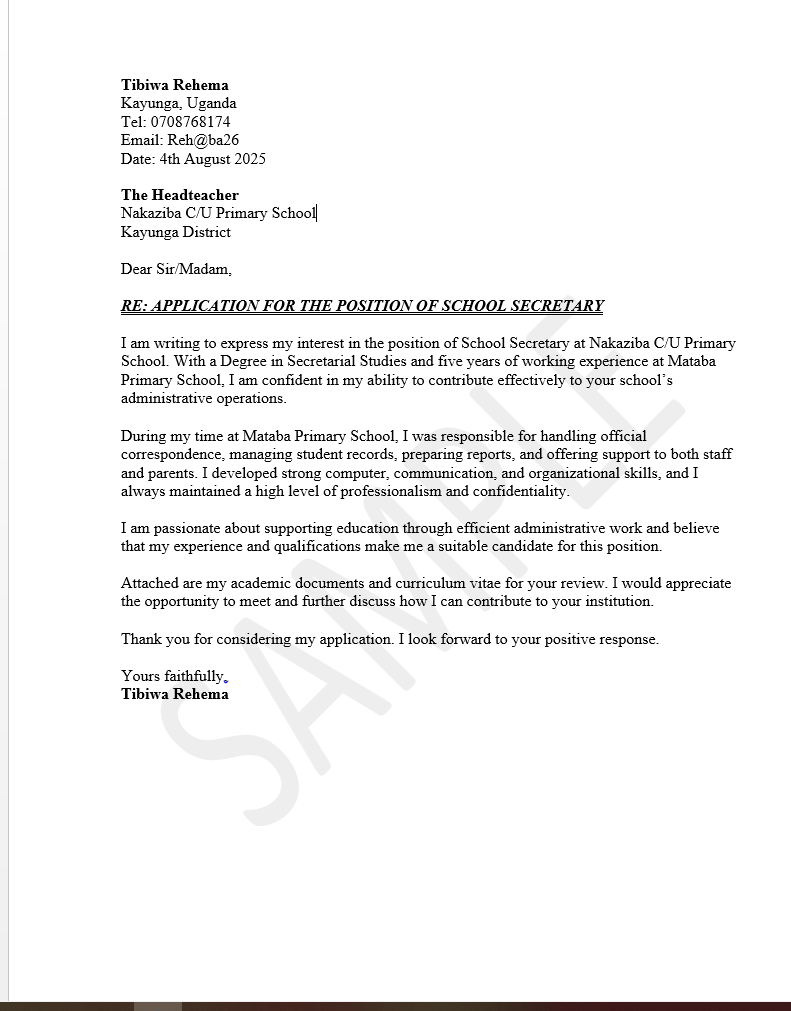 Tibiwa Rehema
Kayunga, Uganda
Tel: 0708768174
Email: Reh@ba26
Date: 4th August 2025
The Headteacher
Nakaziba C/U Primary School
Kayunga District
Dear Sir/Madam,
RE: APPLICATION FOR THE POSITION OF SCHOOL SECRETARY
I am writing to express my interest in the position of School Secretary at Nakaziba C/U Primary
School. With a Degree in Secretarial Studies and five years of working experience at Mataba
Primary School, I am confident in my ability to contribute effectively to your school’s
administrative operations.
During my time at Mataba Primary School, I was responsible for handling official
correspondence, managing student records, preparing reports, and offering support to both staff
and parents. I developed strong computer, communication, and organizational skills, and I
always maintained a high level of professionalism and confidentiality.
I am passionate about supporting education through efficient administrative work and believe
that my experience and qualifications make me a suitable candidate for this position.
Attached are my academic documents and curriculum vitae for your review. I would appreciate
the opportunity to meet and further discuss how I can contribute to your institution.
Thank you for considering my application. I look forward to your positive response.
Yours faithfully,
Tibiwa Rehema
SAMPLE